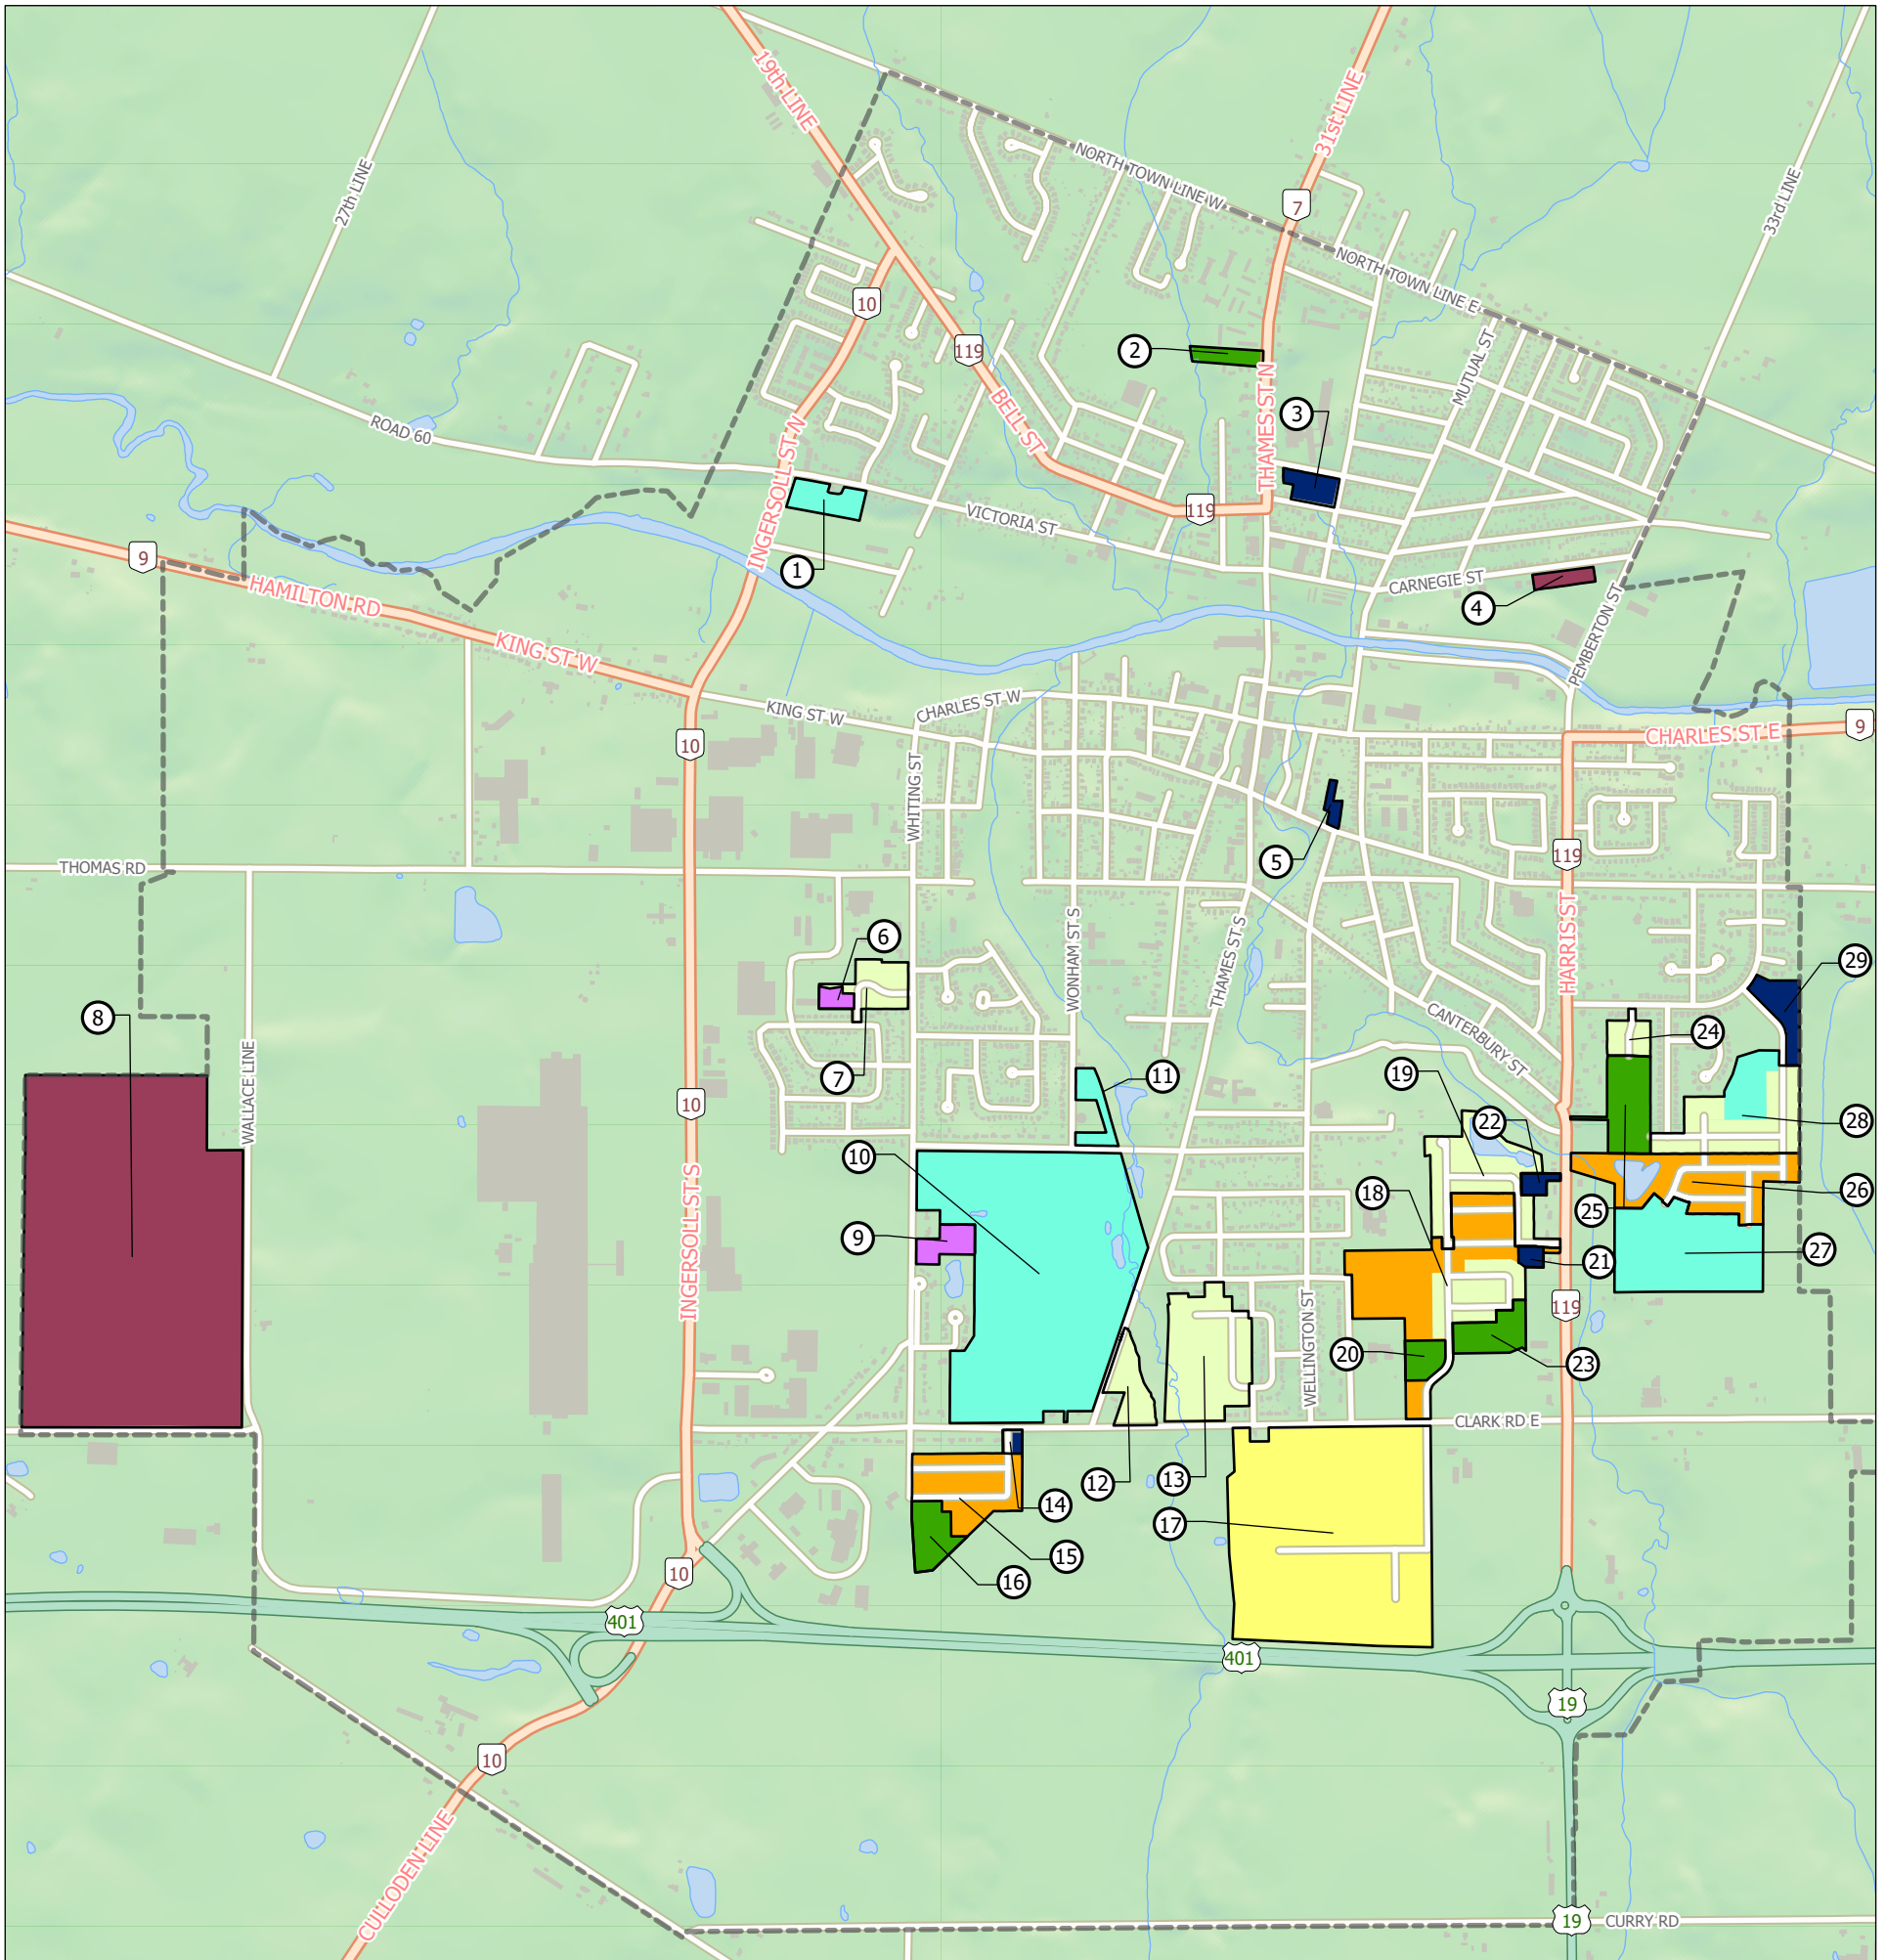 19th LINE
31st LINE
27th LINE
NORTH TOWN LINE W
7
33rd LINE
NORTH TOWN LINE E
10
119
2
MUTUAL ST
BELL ST
THAMES ST N
3
ROAD 60
INGERSOLL ST N
119
VICTORIA ST
9
1
HAMILTON RD
CARNEGIE ST
4
PEMBERTON ST
KING ST W
KING ST W
CHARLES ST W
CHARLES ST E
9
10
WHITING ST
5
119
THOMAS RD
HARRIS ST
6
WONHAM ST S
THAMES ST S
29
8
CANTERBURY ST
24
WALLACE LINE
7
11
19
10
22
28
10
18
26
25
9
27
INGERSOLL ST S
21
119
WELLINGTON ST
20
23
CLARK RD E
12
13
14
17
15
10
16
401
401
19
10
CULLODEN LINE
19
CURRY RD